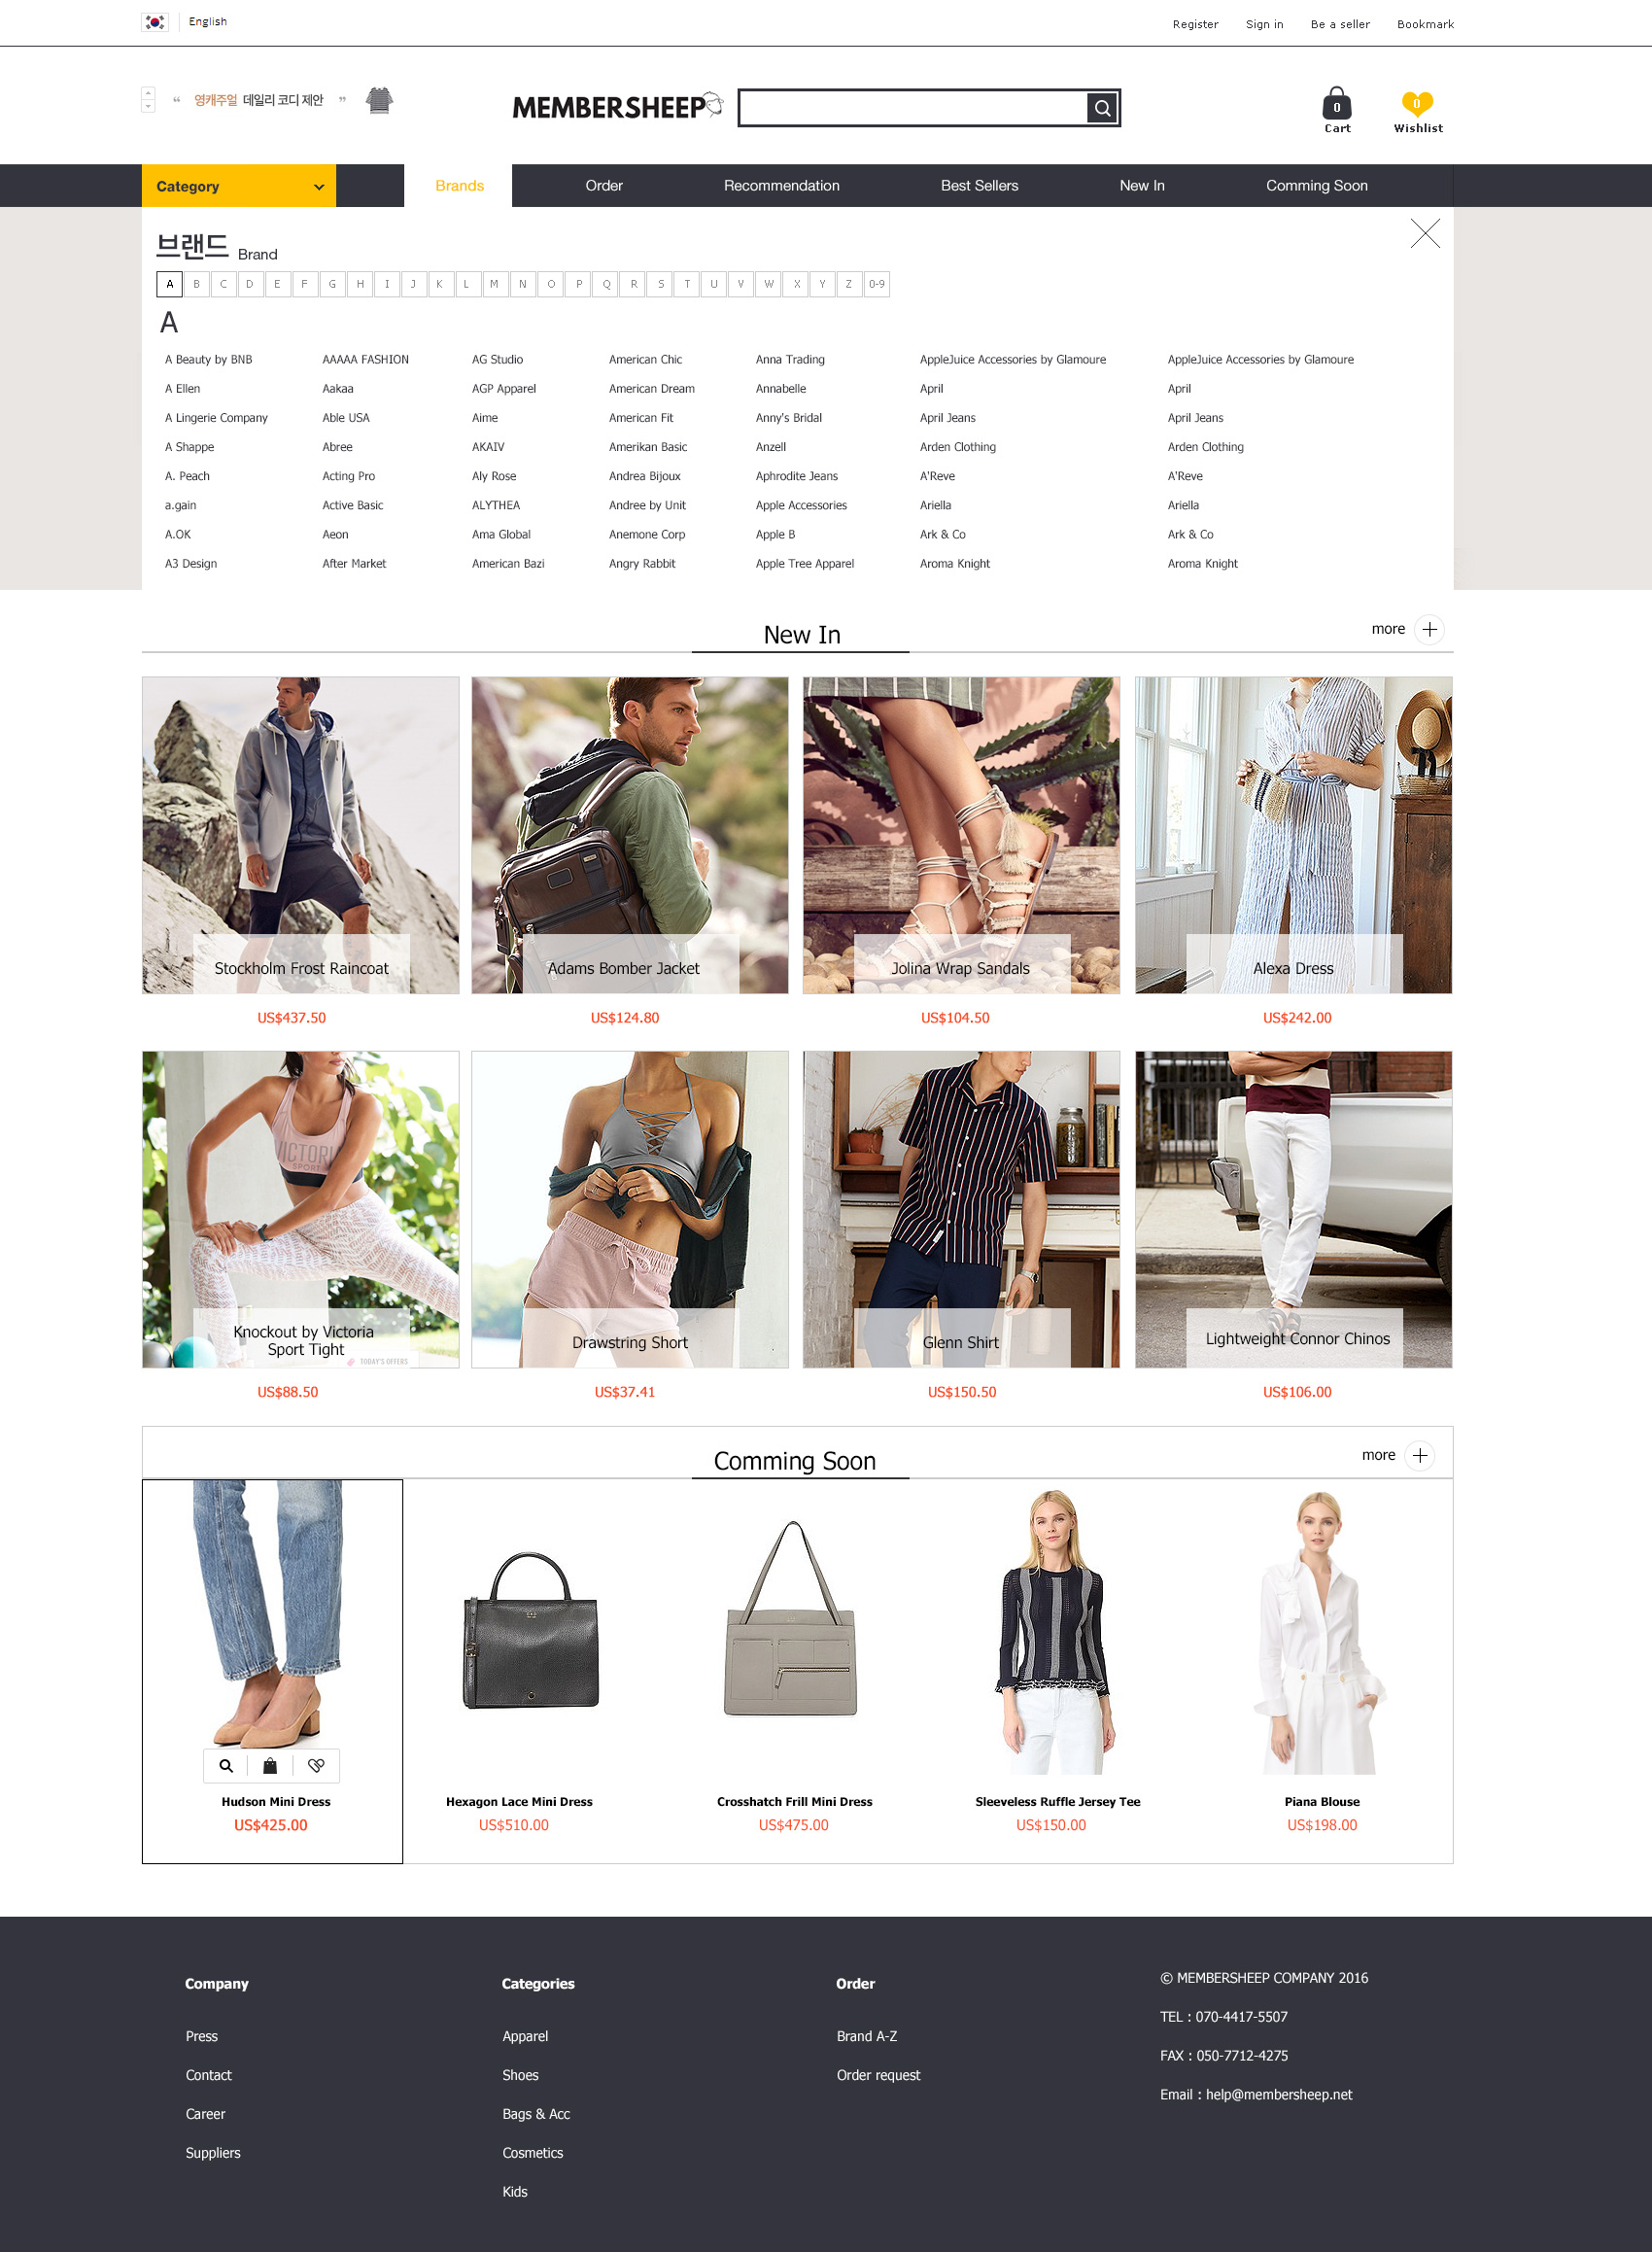 English
Register Sign in Be a seller Bookmark
“ 영캐주얼 데일리 코디 제안 ”
MEMBERSHEEP
0 0
Cart Wishlist
Category Brands Order Recommendation Best Sellers New In Comming Soon
브랜드 Brand
A B C D E F G H I J K L M N O P Q R S T U V W X Y Z 0-9
A
A Beauty by BNB AAAAA FASHION AG Studio American Chic Anna Trading AppleJuice Accessories by Glamoure AppleJuice Accessories by Glamoure
A Ellen Aakaa AGP Apparel American Dream Annabelle April April
A Lingerie Company Able USA Aime American Fit Anny's Bridal April Jeans April Jeans
A Shappe Abree AKAIV Amerikan Basic Anzell Arden Clothing Arden Clothing
A. Peach Acting Pro Aly Rose Andrea Bijoux Aphrodite Jeans A'Reve A'Reve
a.gain Active Basic ALYTHEA Andree by Unit Apple Accessories Ariella Ariella
A.OK Aeon Ama Global Anemone Corp Apple B Ark & Co Ark & Co
A3 Design After Market American Bazi Angry Rabbit Apple Tree Apparel Aroma Knight Aroma Knight
New In more
Stockholm Frost Raincoat Adams Bomber Jacket Jolina Wrap Sandals Alexa Dress
US$437.50 US$124.80 US$104.50 US$242.00
VICTORIA
SPORT
Knockout by Victoria
Sport Tight Drawstring Short Glenn Shirt Lightweight Connor Chinos
TODAY'S OFFERS
US$88.50 US$37.41 US$150.50 US$106.00
Comming Soon more
Hudson Mini Dress Hexagon Lace Mini Dress Crosshatch Frill Mini Dress Sleeveless Ruffle Jersey Tee Piana Blouse
US$425.00 US$510.00 US$475.00 US$150.00 US$198.00
Company Categories Order © MEMBERSHEEP COMPANY 2016
TEL : 070-4417-5507
Press Apparel Brand A-Z
FAX : 050-7712-4275
Contact Shoes Order request
Email : help@membersheep.net
Career Bags & Acc
Suppliers Cosmetics
Kids